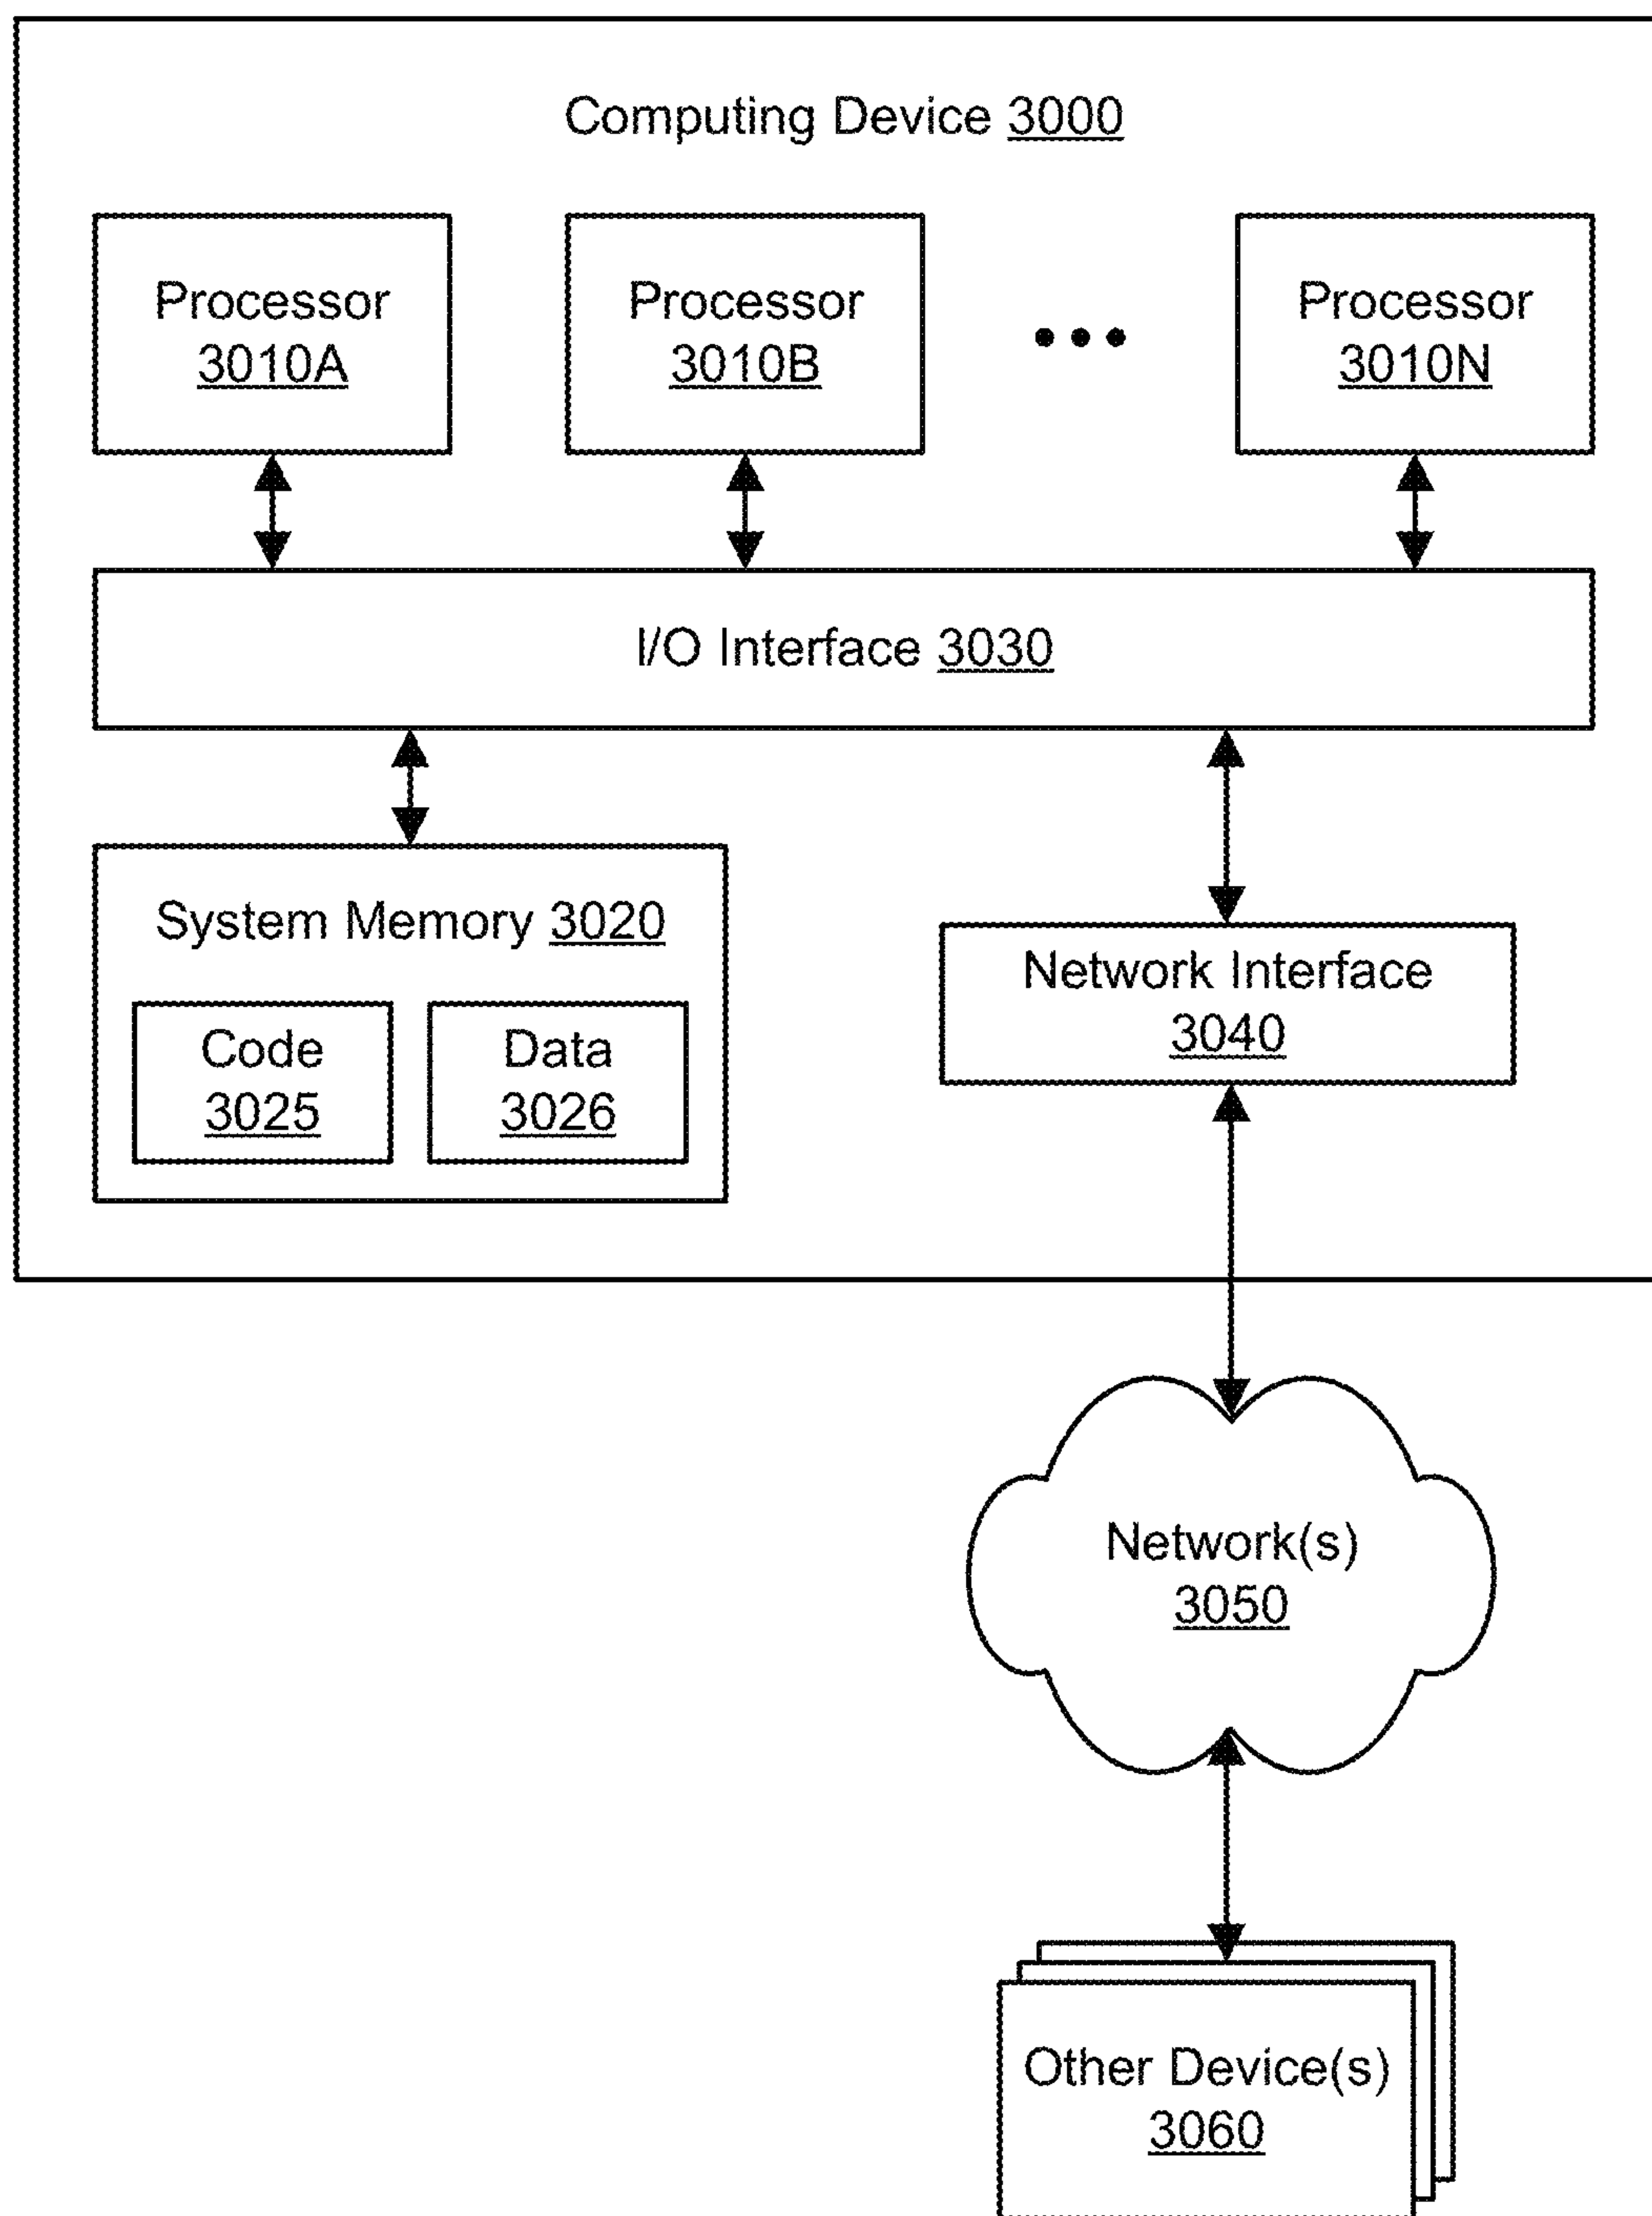 Computing Device 3000
Processor
3010A
Processor
3010B
Processor
3010N
I/O Interface 3030
System Memory 3020
Code
3025
Data
3026
Network Interface
3040
Network(s)
3050
Other Device(s)
3060